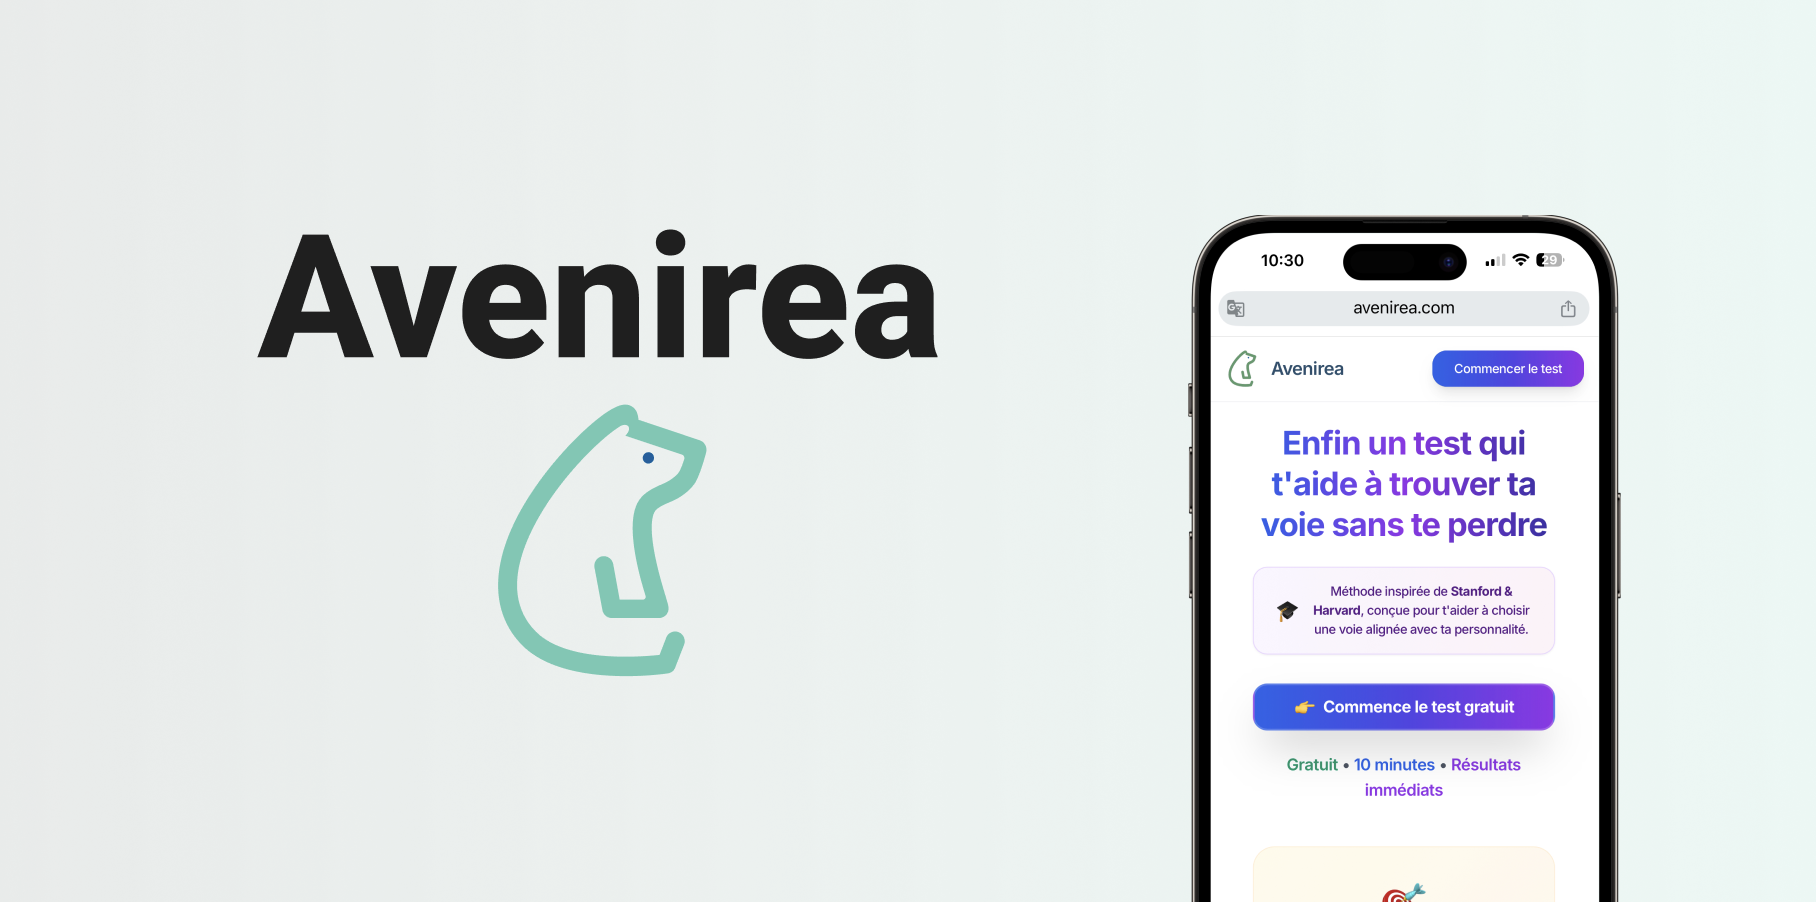 Avenirea
10:30
29
avenirea.com
Avenirea
Commencer le test
Enfin un test qui
t'aide à trouver ta
voie sans te perdre
Méthode inspirée de Stanford &
Harvard, conçue pour t'aider à choisir
une voie alignée avec ta personnalité.
👉 Commence le test gratuit
Gratuit • 10 minutes • Résultats
immédiats